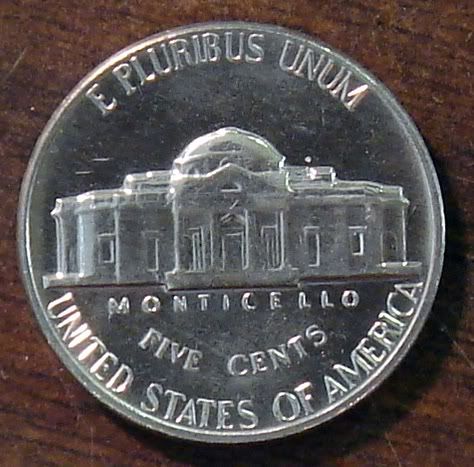 E PLURIBUS UNUM
MONTICELLO
FIVE CENTS
UNITED STATES OF AMERICA